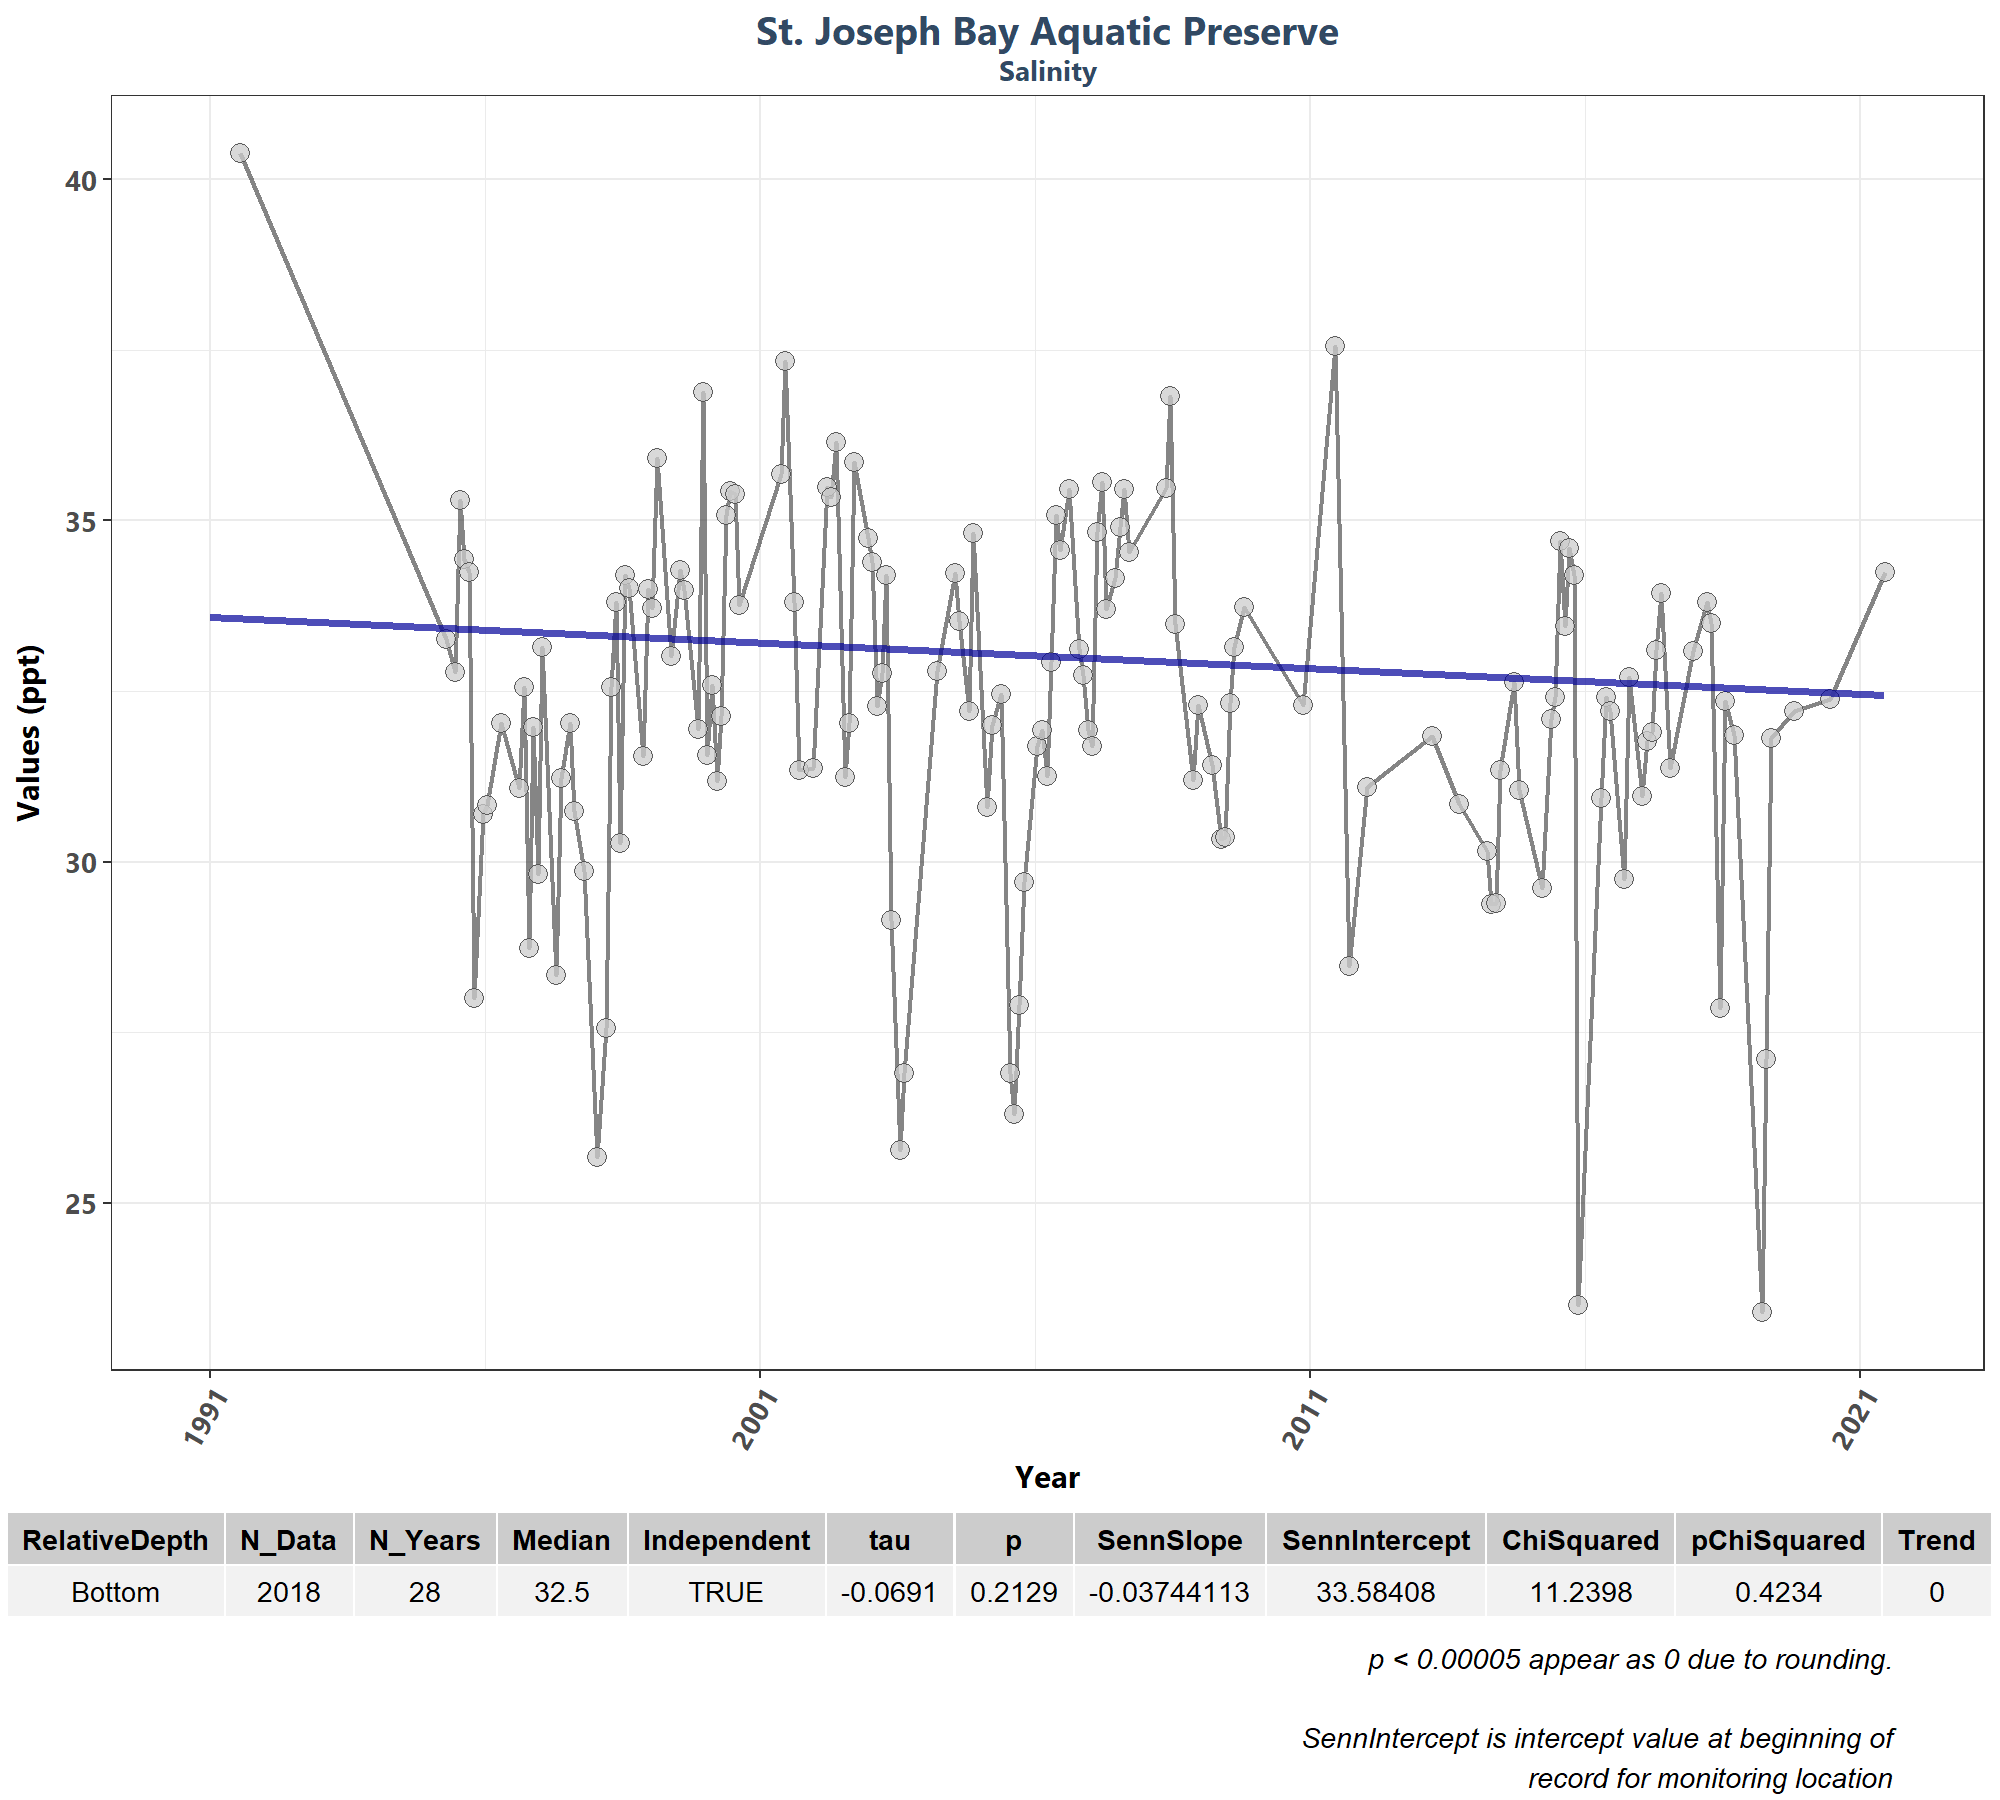 St. Joseph Bay Aquatic Preserve
Salinity
Values (ppt)
40
35
30
25
1991
2001
2011
2021
Year
RelativeDepth N_Data N_Years Median Independent tau p SennSlope SennIntercept ChiSquared pChiSquared Trend
Bottom 2018 28 32.5 TRUE -0.0691 0.2129 -0.03744113 33.58408 11.2398 0.4234 0
p < 0.00005 appear as 0 due to rounding.
SennIntercept is intercept value at beginning of
record for monitoring location